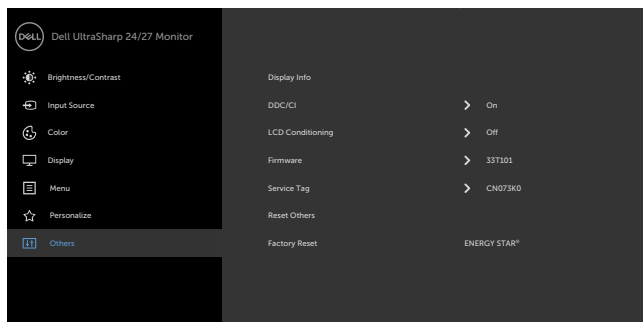 DELL Dell UltraSharp 24/27 Monitor
Brightness/Contrast Display Info
Input Source DDC/CI On
Color LCD Conditioning Off
Display Firmware 33T101
Menu Service Tag CN073K0
Personalize Reset Others
Others Factory Reset ENERGY STAR®